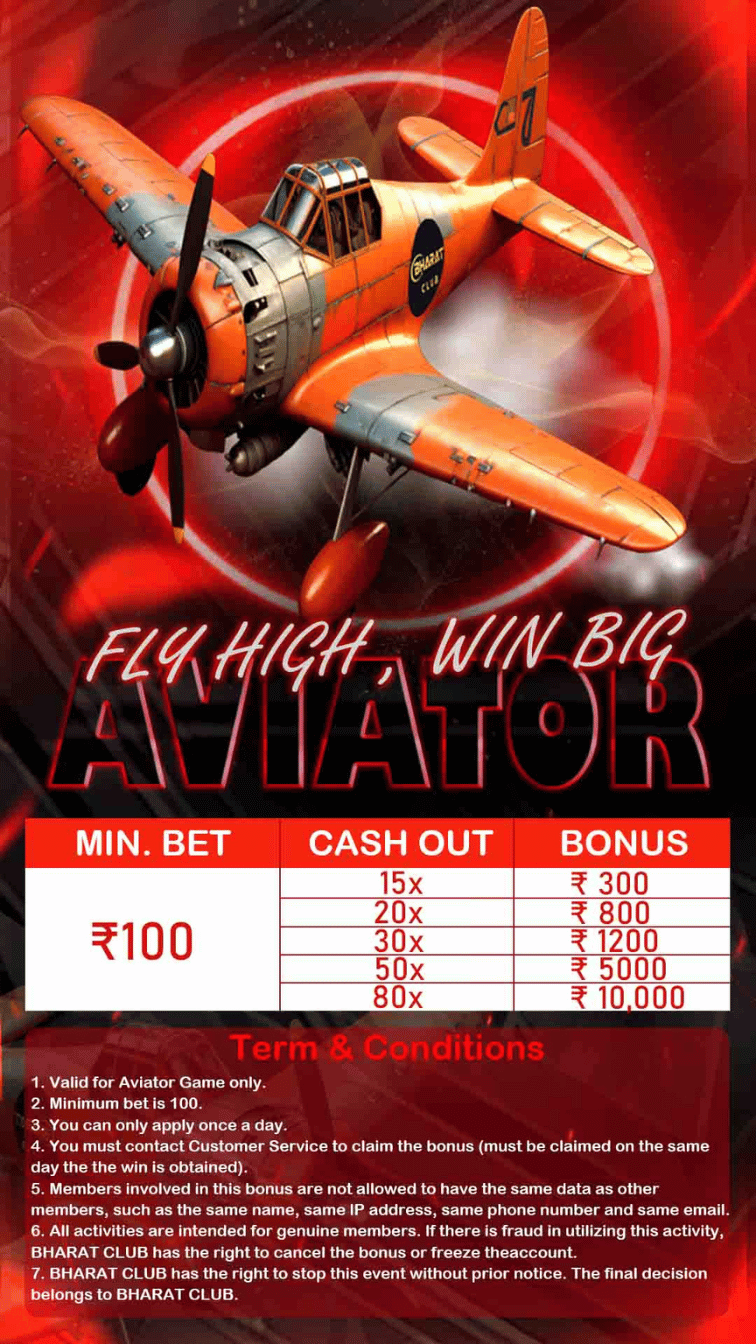 C7
BHARAT
CLUB
FLY HIGH, WIN BIG
AVIATOR
MIN. BET CASH OUT BONUS
₹100
15x ₹ 300
20x ₹ 800
30x ₹ 1200
50x ₹ 5000
80x ₹ 10,000
Term & Conditions
1. Valid for Aviator Game only.
2. Minimum bet is 100.
3. You can only apply once a day.
4. You must contact Customer Service to claim the bonus (must be claimed on the same
day the the win is obtained).
5. Members involved in this bonus are not allowed to have the same data as other
members, such as the same name, same IP address, same phone number and same email.
6. All activities are intended for genuine members. If there is fraud in utilizing this activity,
BHARAT CLUB has the right to cancel the bonus or freeze theaccount.
7. BHARAT CLUB has the right to stop this event without prior notice. The final decision
belongs to BHARAT CLUB.